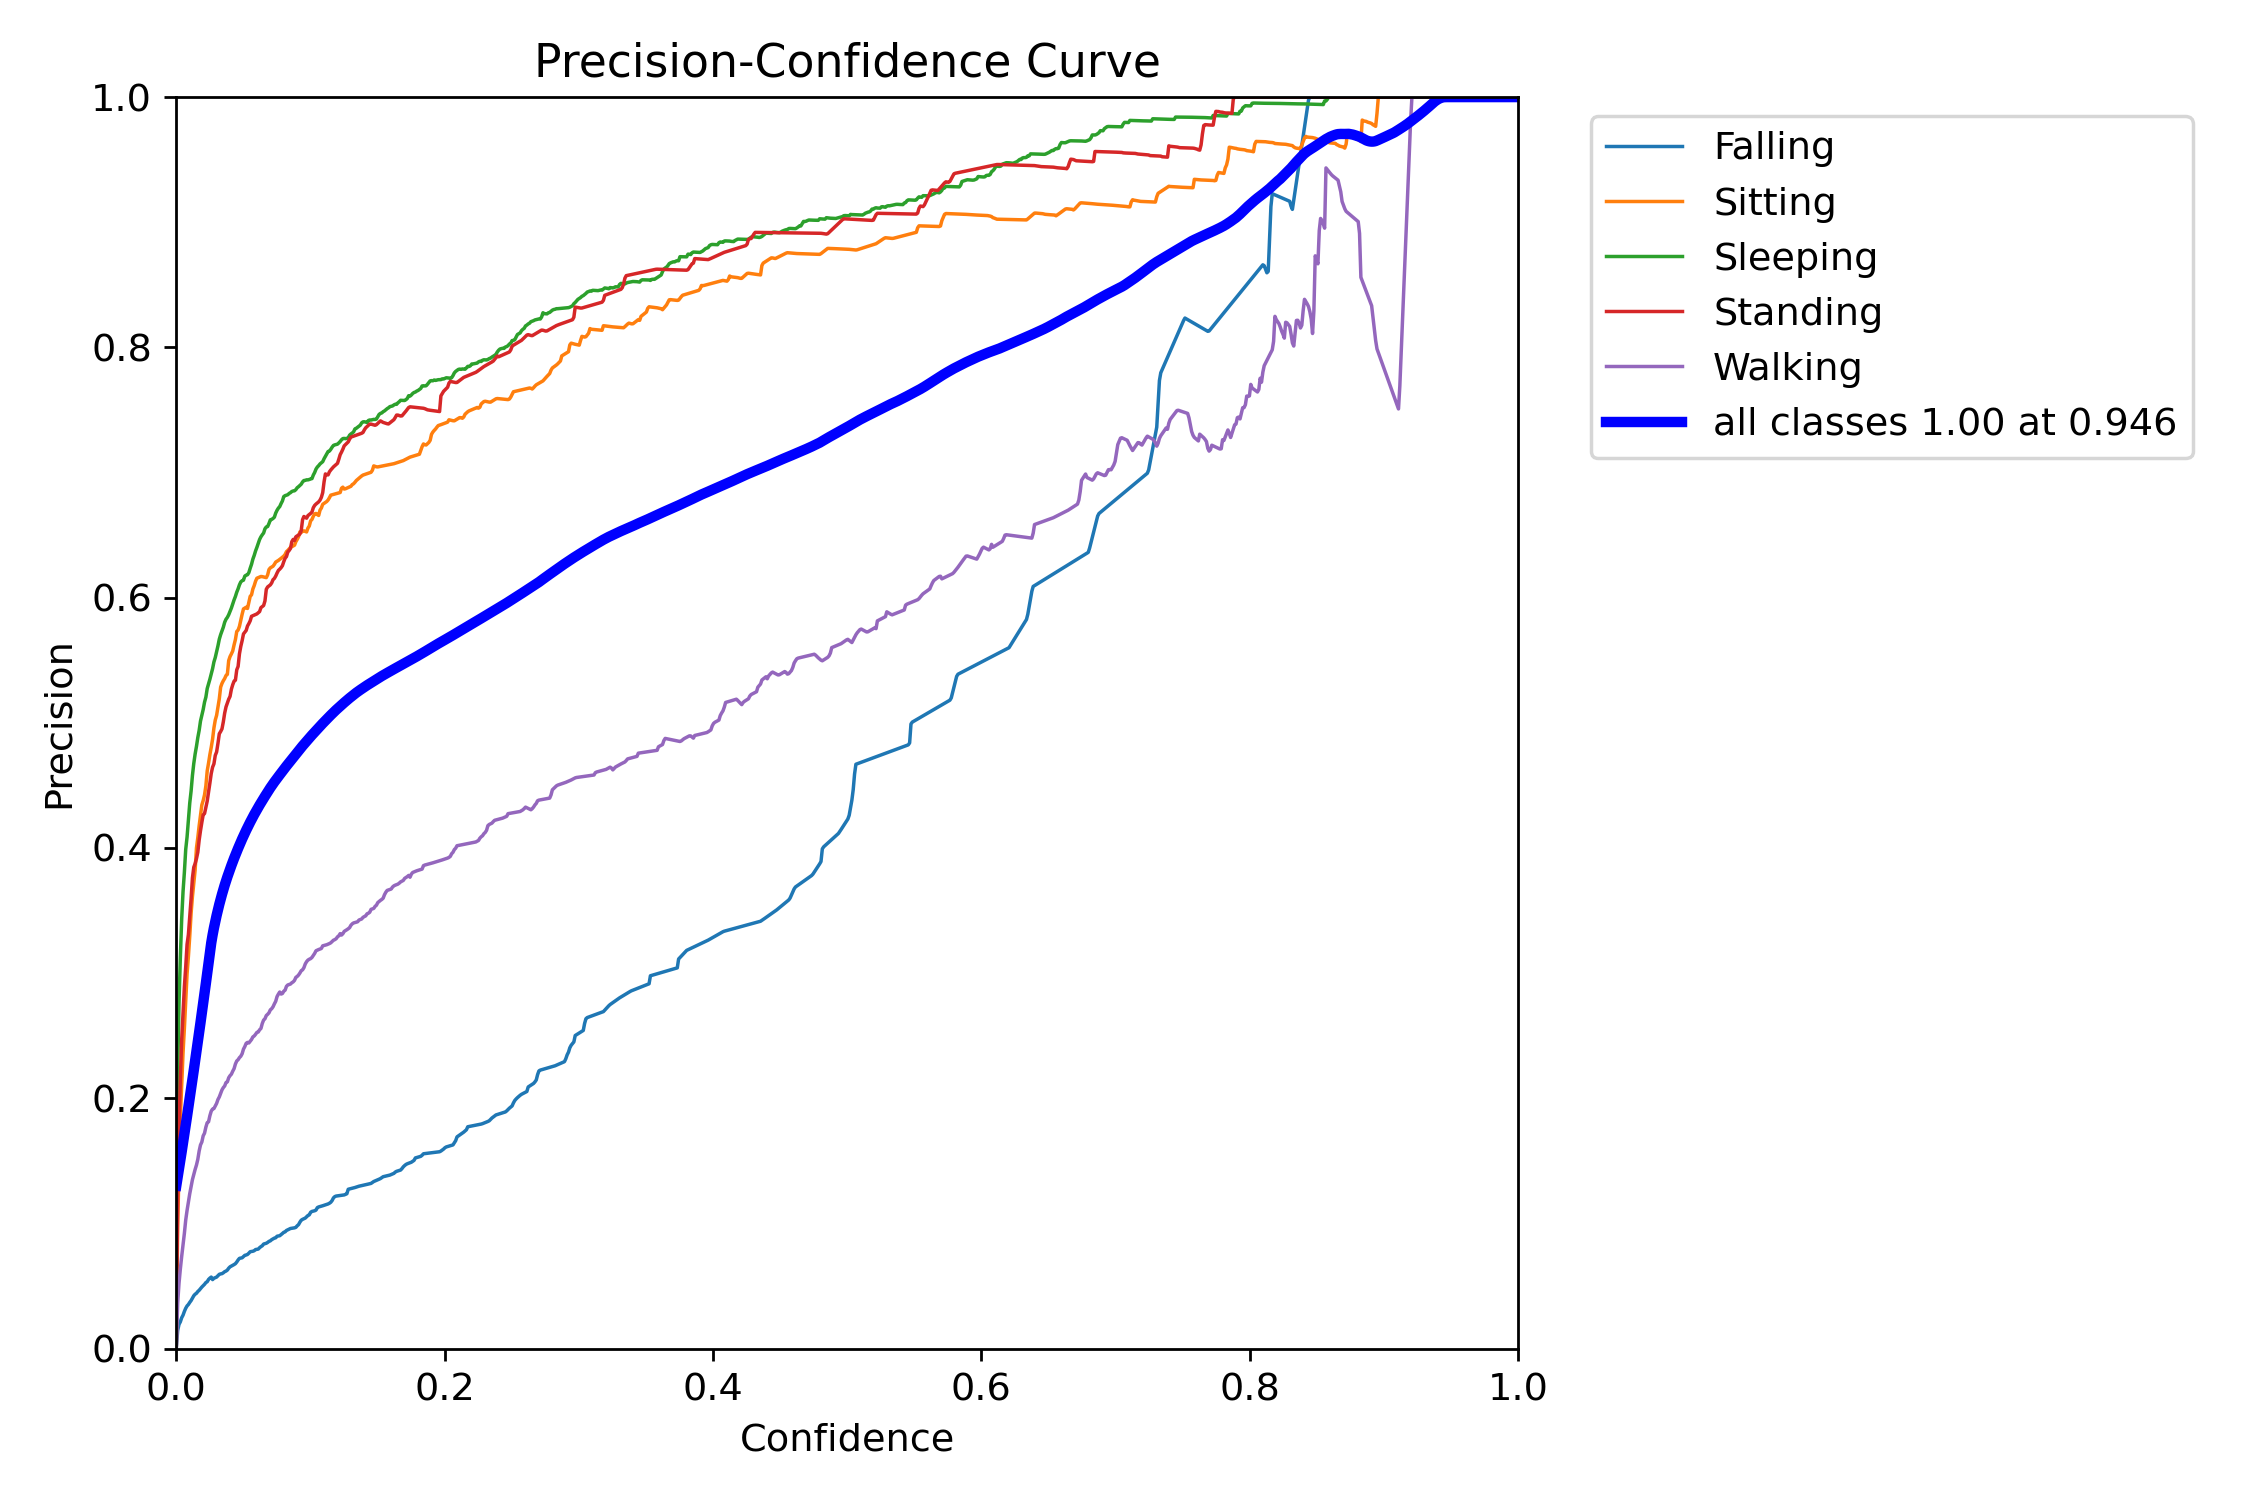 Precision-Confidence Curve
1.0
0.8
0.6
0.4
0.2
0.0
Precision
0.0 0.2 0.4 0.6 0.8 1.0
Confidence
Falling
Sitting
Sleeping
Standing
Walking
all classes 1.00 at 0.946